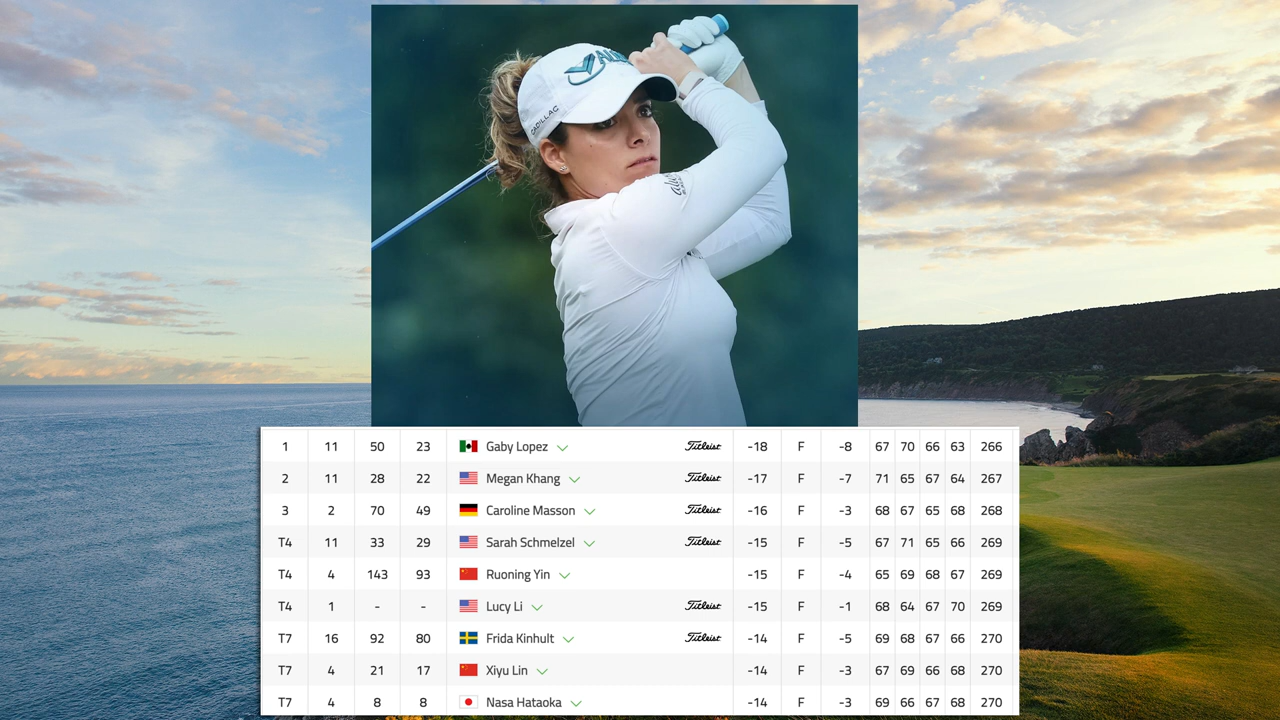 CADILLAC
1 11 50 23 Gaby Lopez Titleist -18 F -8 67 70 66 63 266
2 11 28 22 Megan Khang Titleist -17 F -7 71 65 67 64 267
3 2 70 49 Caroline Masson Titleist -16 F -3 68 67 65 68 268
T4 11 33 29 Sarah Schmelzel Titleist -15 F -5 67 71 65 66 269
T4 4 143 93 Ruoning Yin -15 F -4 65 69 68 67 269
T4 1 - - Lucy Li Titleist -15 F -1 68 64 67 70 269
T7 16 92 80 Frida Kinhult Titleist -14 F -5 69 68 67 66 270
T7 4 21 17 Xiyu Lin -14 F -3 67 69 66 68 270
T7 4 8 8 Nasa Hataoka -14 F -3 69 66 67 68 270